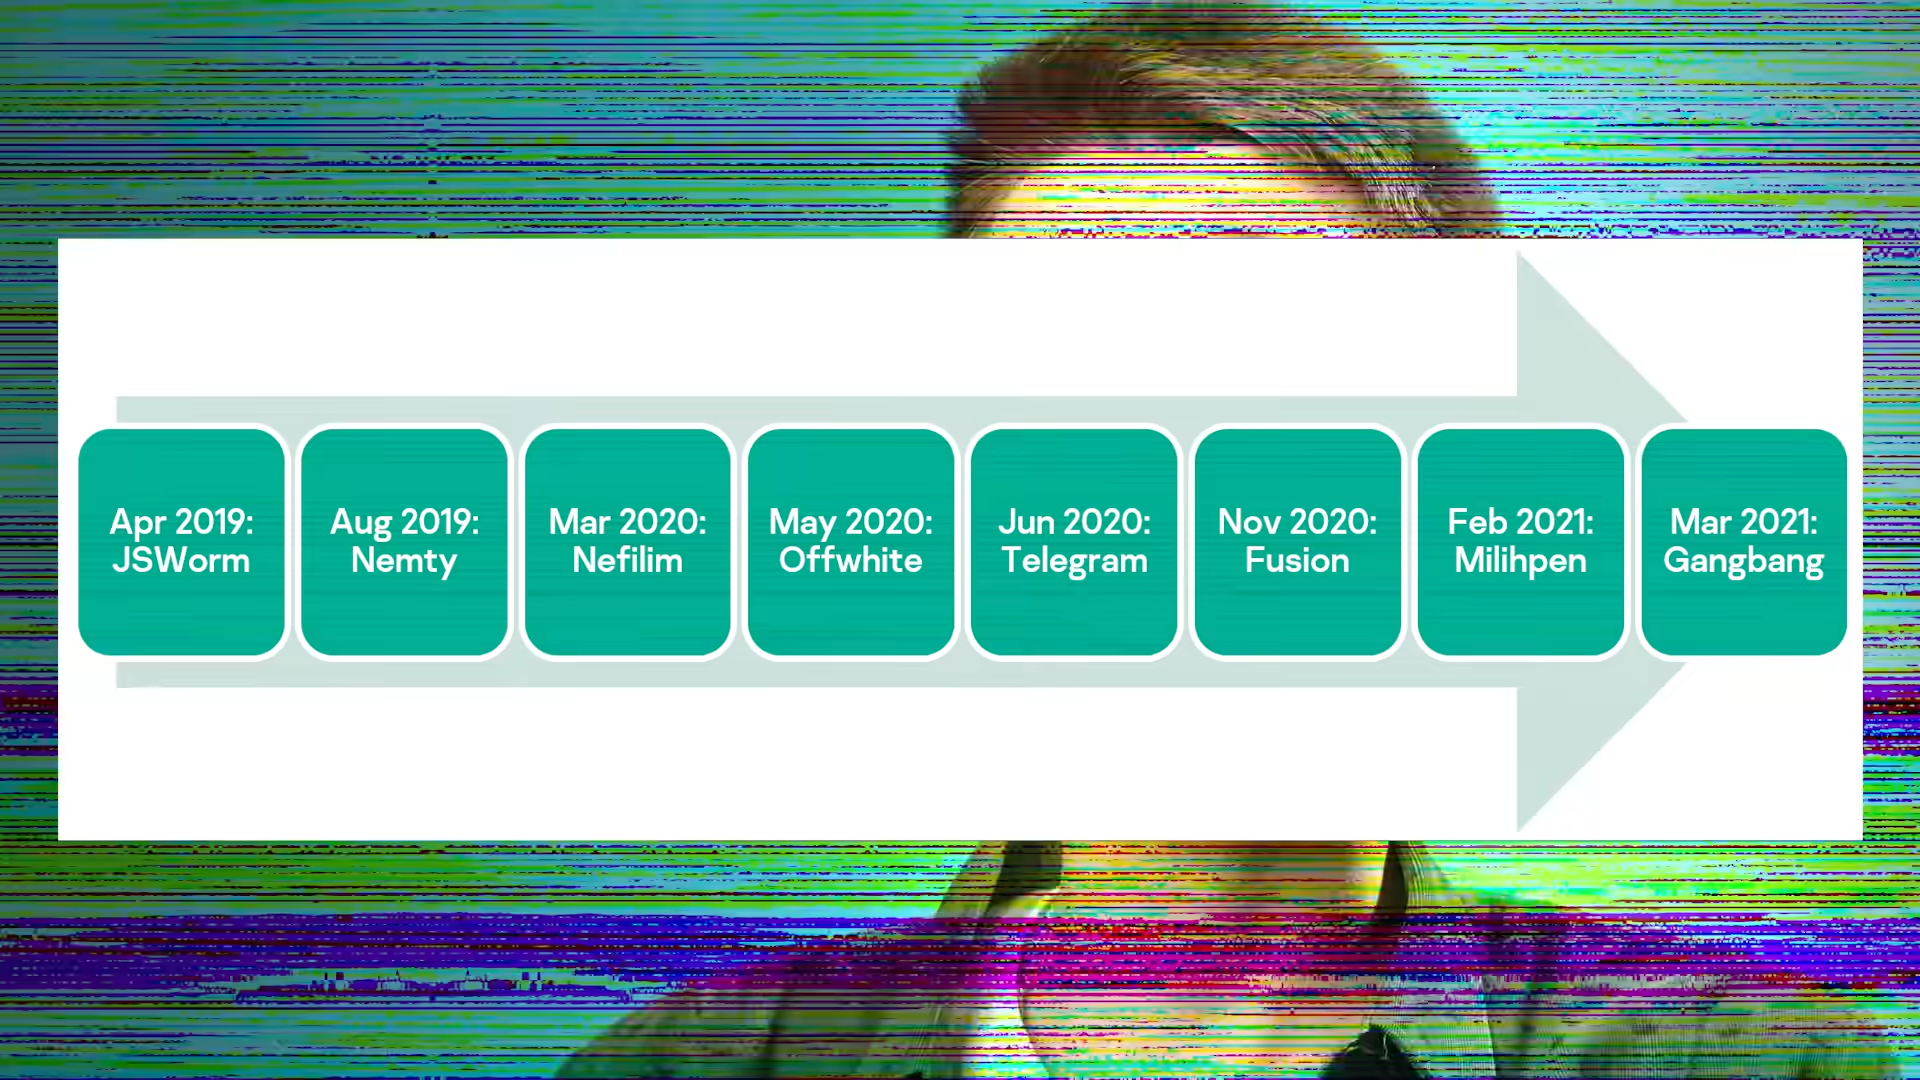 Apr 2019:
JSWorm
Aug 2019:
Nemty
Mar 2020:
Nefilim
May 2020:
Offwhite
Jun 2020:
Telegram
Nov 2020:
Fusion
Feb 2021:
Milihpen
Mar 2021:
Gangbang